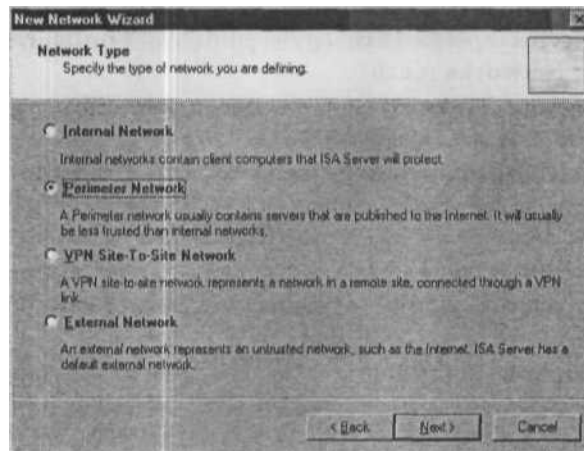 New Network Wizard
Network Type
Specify the type of network you are defining.
Internal Network
Internal networks contain client computers that ISA Server will protect.
Perimeter Network
A Perimeter network usually contains servers that are published to the Internet. It will usually
be less trusted than internal networks.
VPN Site-To-Site Network
A VPN site-to-site network represents a network in a remote site, connected through a VPN
link.
External Network
An external network represents an untrusted network, such as the Internet. ISA Server has a
default external network.
< Back Next > Cancel